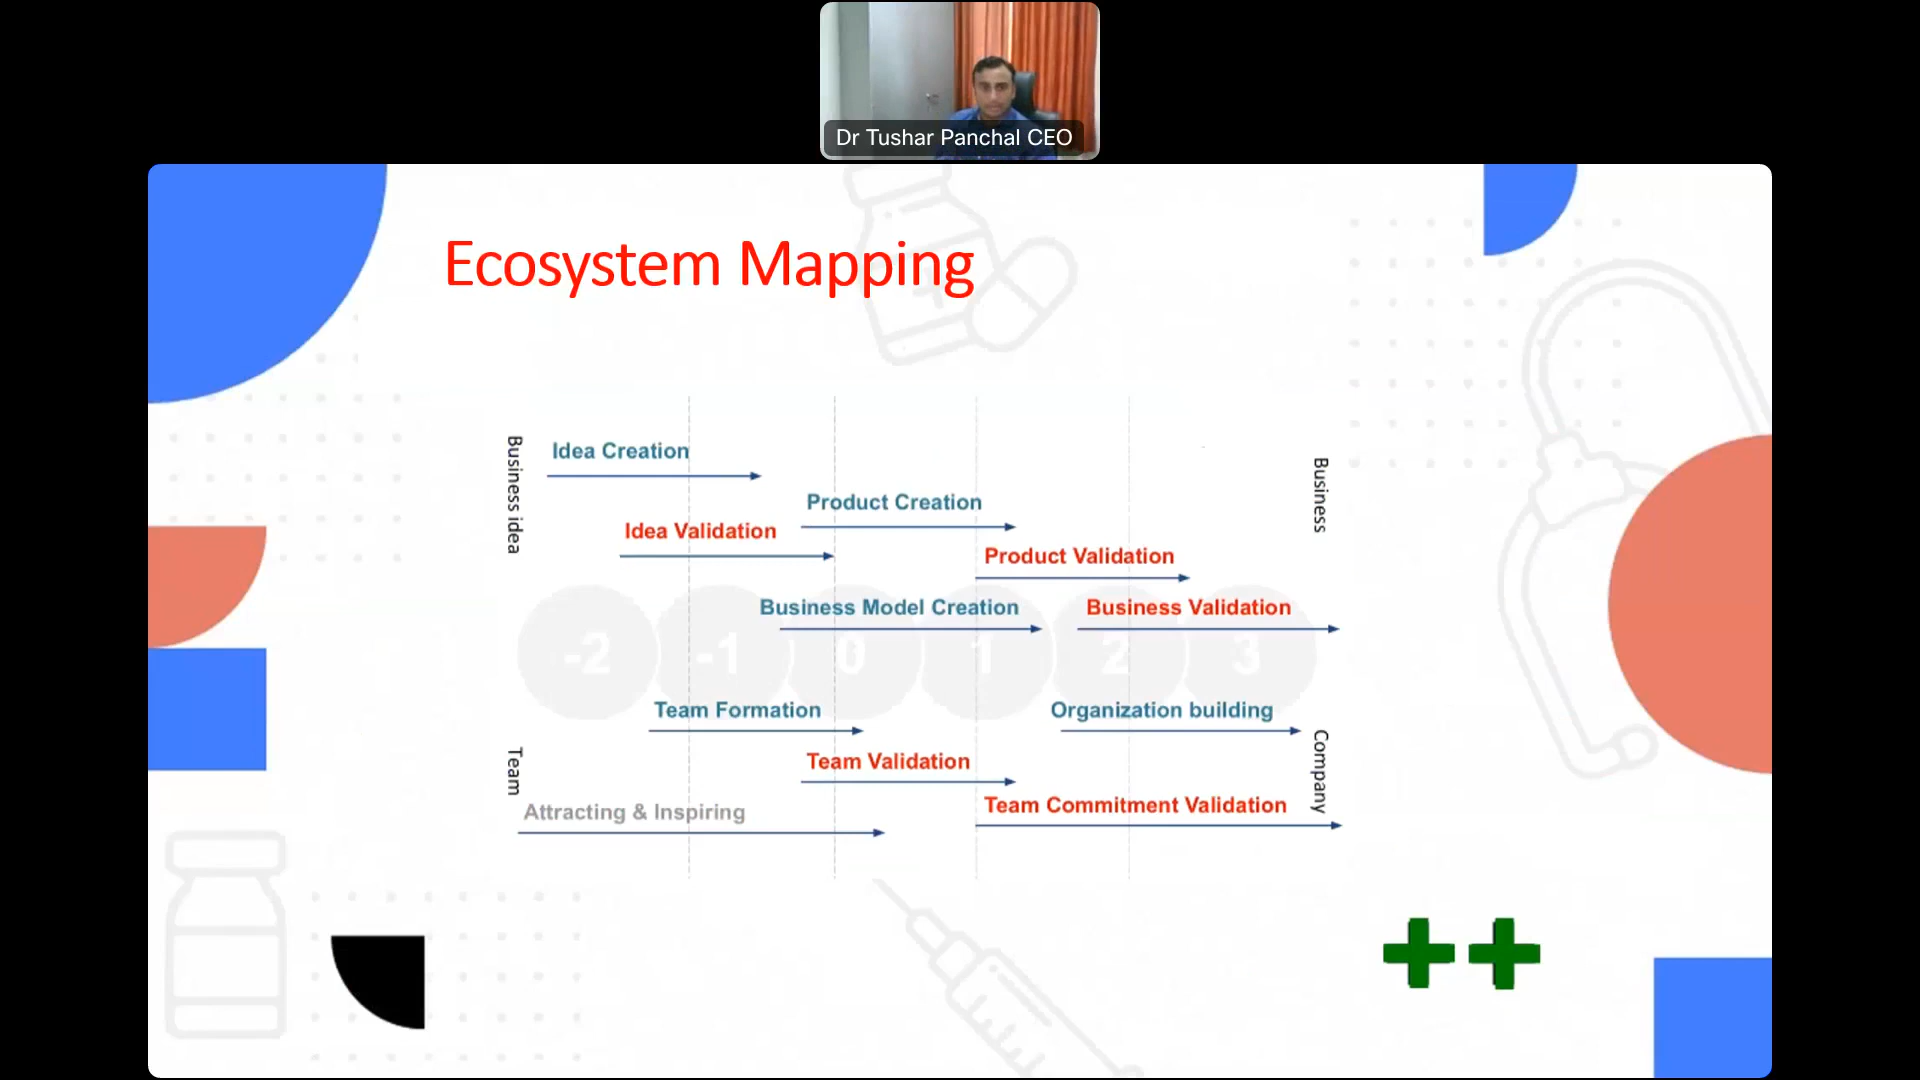 Dr Tushar Panchal CEO
Ecosystem Mapping
Business idea
Idea Creation
Business
Product Creation
Idea Validation
Product Validation
Business Model Creation
Business Validation
-2 -1 0 1 2 3
Team Formation
Organization building
Team
Company
Team Validation
Attracting & Inspiring
Team Commitment Validation